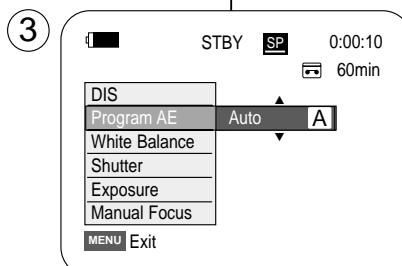 3
STBY SP 0:00:10
60min
DIS
Program AE Auto A
White Balance
Shutter
Exposure
Manual Focus
MENU Exit